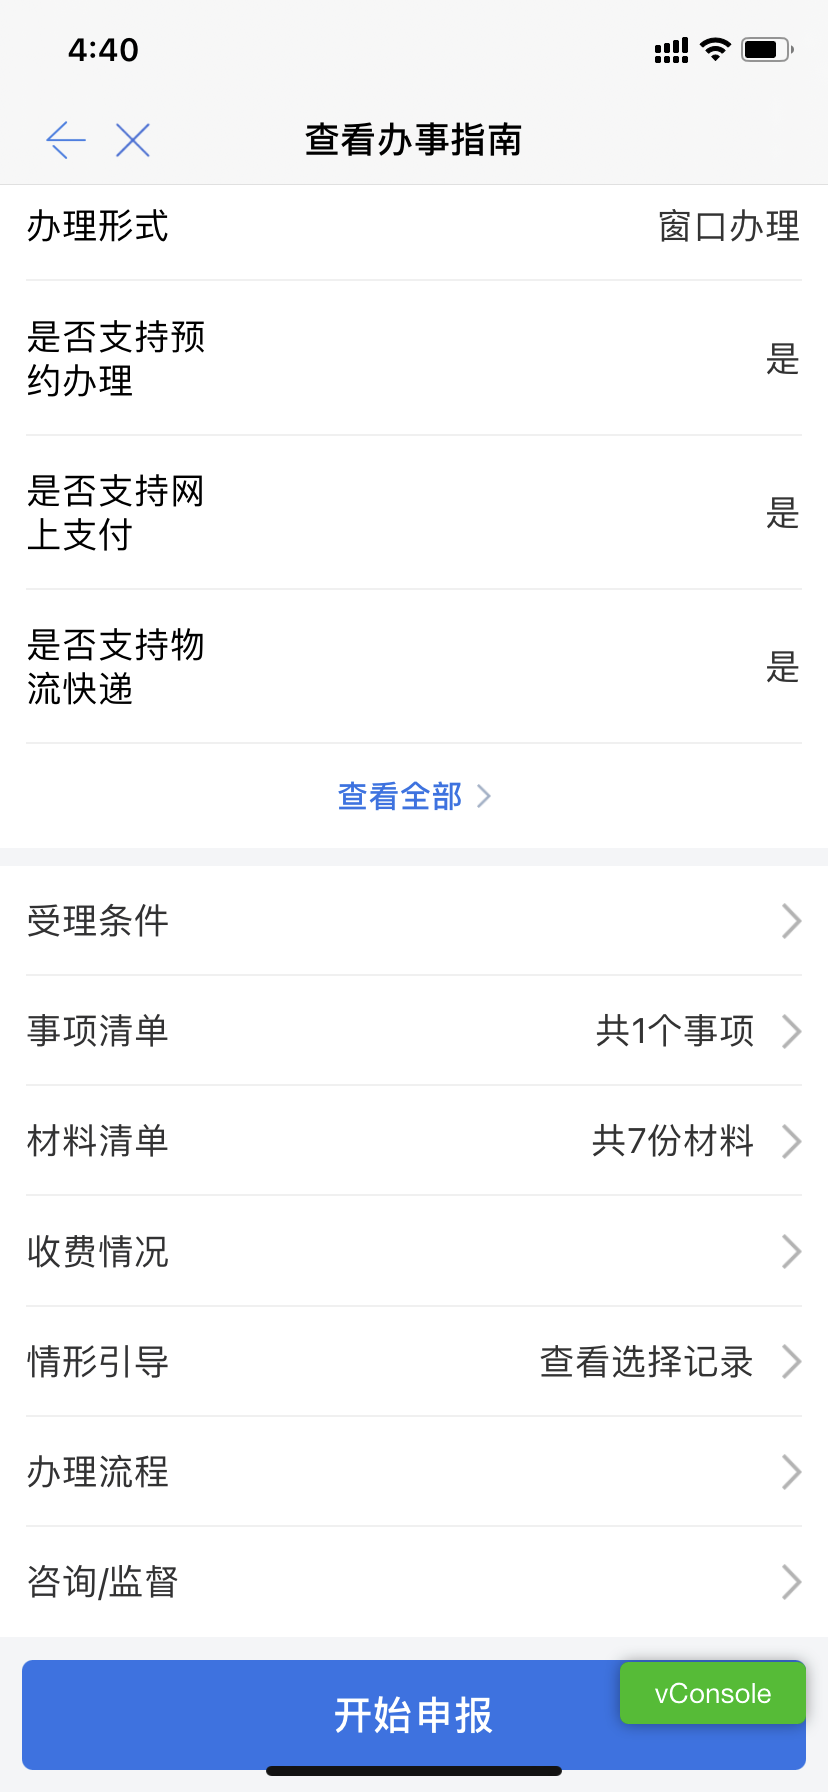 4:40
查看办事指南
办理形式
窗口办理
是否支持预
约办理
是
是否支持网
上支付
是
是否支持物
流快递
是
查看全部
受理条件
事项清单
共1个事项
材料清单
共7份材料
收费情况
情形引导
查看选择记录
办理流程
咨询/监督
开始申报
vConsole